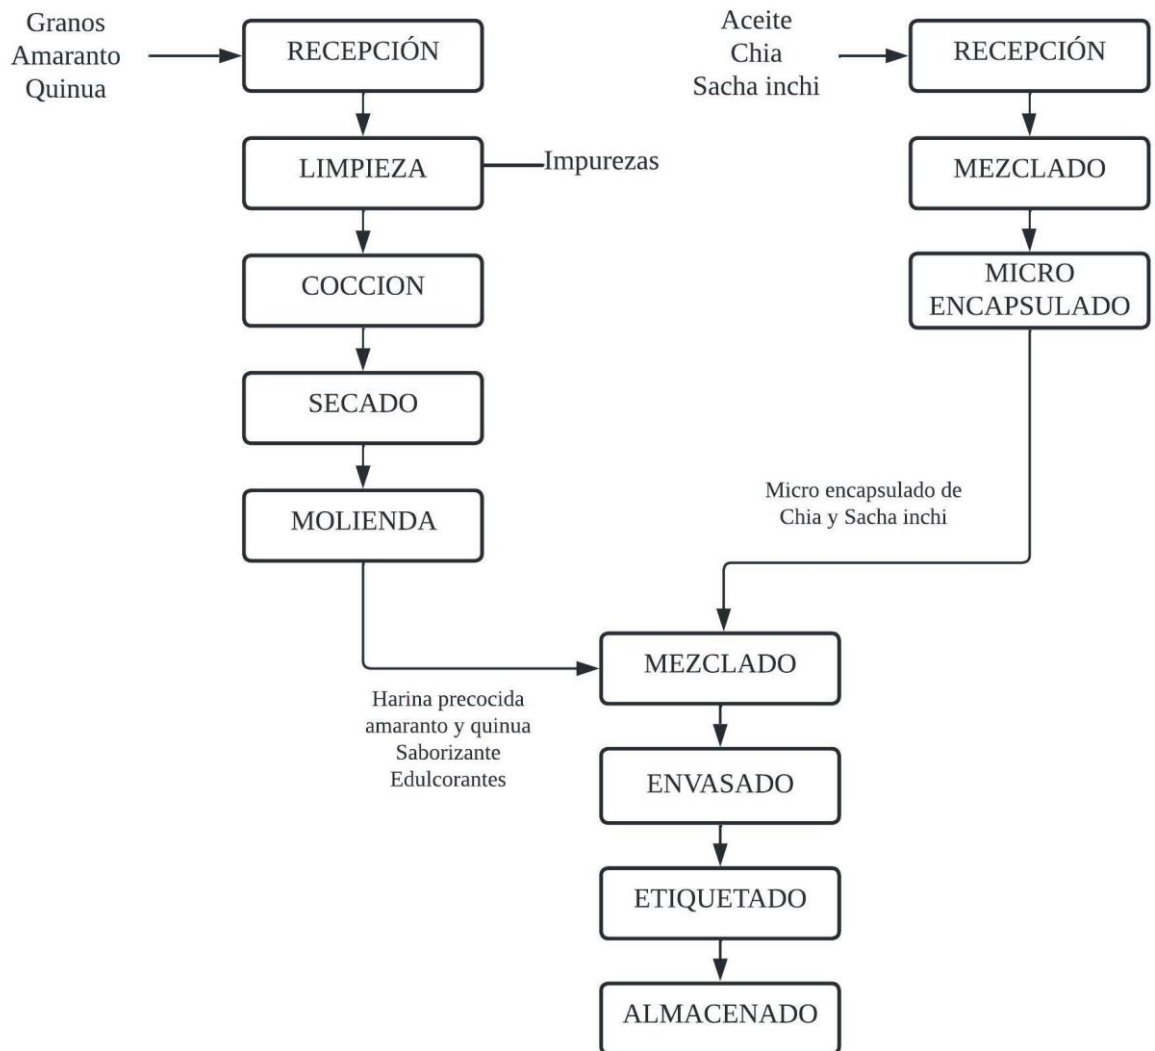 Granos
Amaranto
Quinua
RECEPCIÓN
LIMPIEZA
Impurezas
COCCION
SECADO
MOLIENDA
Harina precocida
amaranto y quinua
Saborizante
Edulcorantes
Aceite
Chia
Sacha inchi
RECEPCIÓN
MEZCLADO
MICRO
ENCAPSULADO
Micro encapsulado de
Chia y Sacha inchi
MEZCLADO
ENVASADO
ETIQUETADO
ALMACENADO